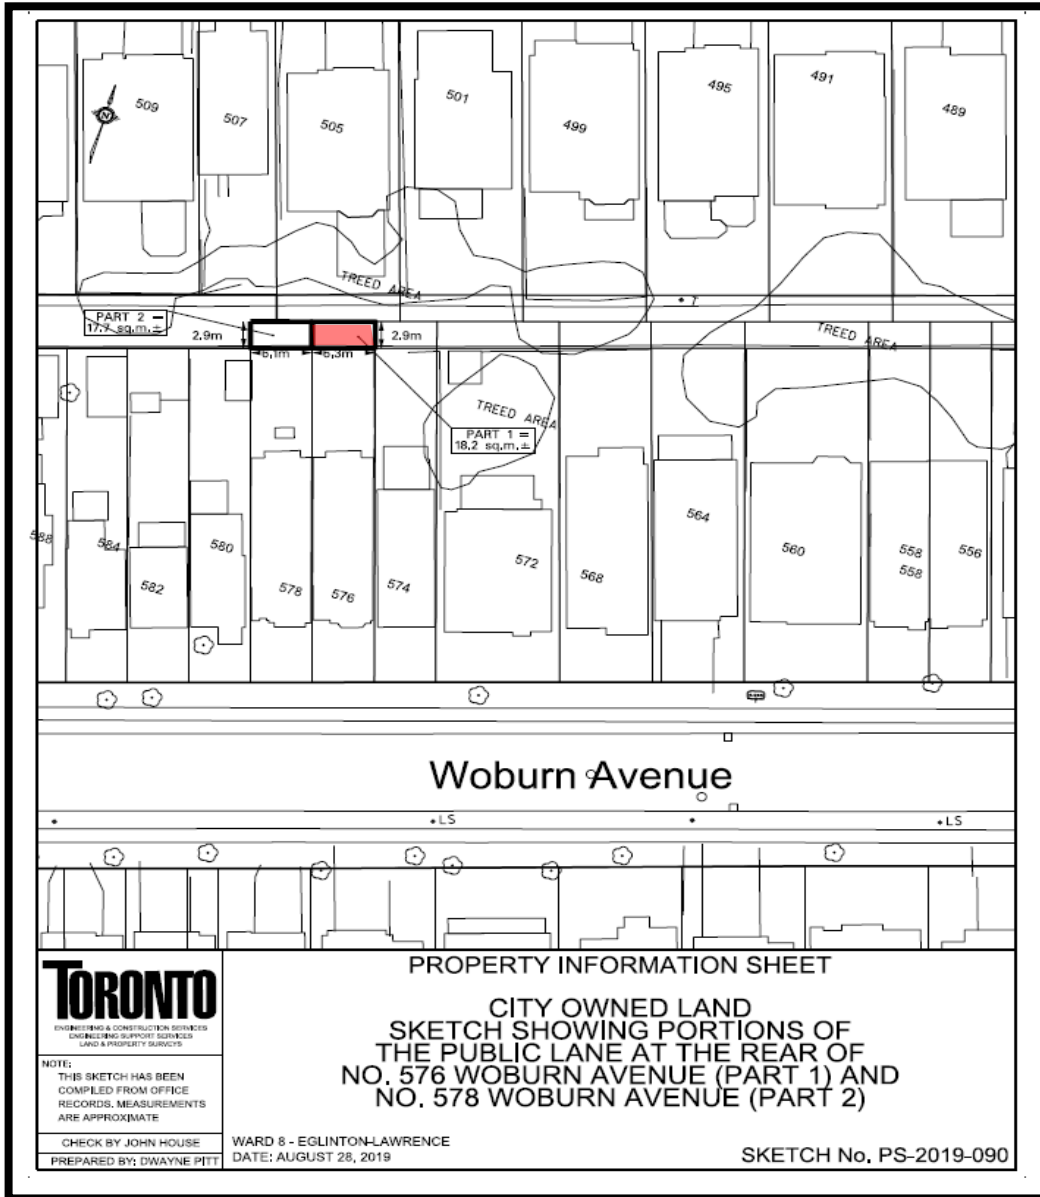 509
507
505
501
499
495
491
489
N
TREED AREA
T
PART 2 =
17.7 sq.m.±
2.9m
2.9m
TREED AREA
6.1m
6.3m
TREED AREA
PART 1 =
18.2 sq.m.±
588
584
582
580
578
576
574
572
568
564
560
558
558
556
Woburn Avenue
LS
LS
TORONTO
ENGINEERING & CONSTRUCTION SERVICES
ENGINEERING SUPPORT SERVICES
LAND & PROPERTY SURVEYS
NOTE:
THIS SKETCH HAS BEEN
COMPILED FROM OFFICE
RECORDS. MEASUREMENTS
ARE APPROXIMATE
CHECK BY JOHN HOUSE
PREPARED BY: DWAYNE PITT
PROPERTY INFORMATION SHEET
CITY OWNED LAND
SKETCH SHOWING PORTIONS OF
THE PUBLIC LANE AT THE REAR OF
NO. 576 WOBURN AVENUE (PART 1) AND
NO. 578 WOBURN AVENUE (PART 2)
WARD 8 - EGLINTON-LAWRENCE
DATE: AUGUST 28, 2019
SKETCH No. PS-2019-090